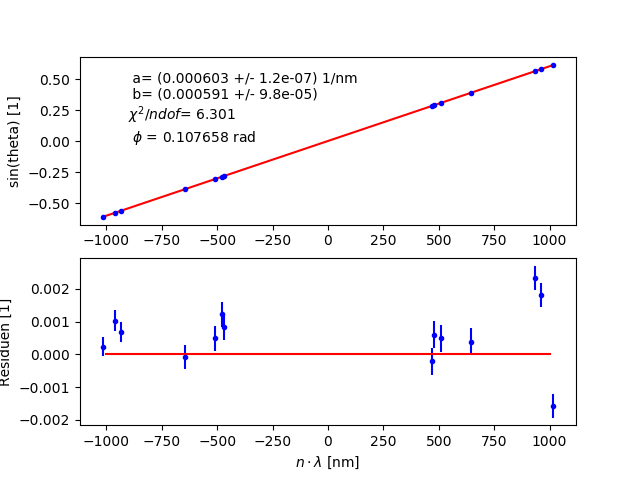 0.50
0.25
0.00
−0.25
−0.50
sin(theta) [1]
a= (0.000603 +/- 1.2e-07) 1/nm
b= (0.000591 +/- 9.8e-05)
χ²/ndof= 6.301
ϕ = 0.107658 rad
−1000 −750 −500 −250 0 250 500 750 1000
0.002
0.001
0.000
−0.001
−0.002
Residuen [1]
−1000 −750 −500 −250 0 250 500 750 1000
n · λ [nm]